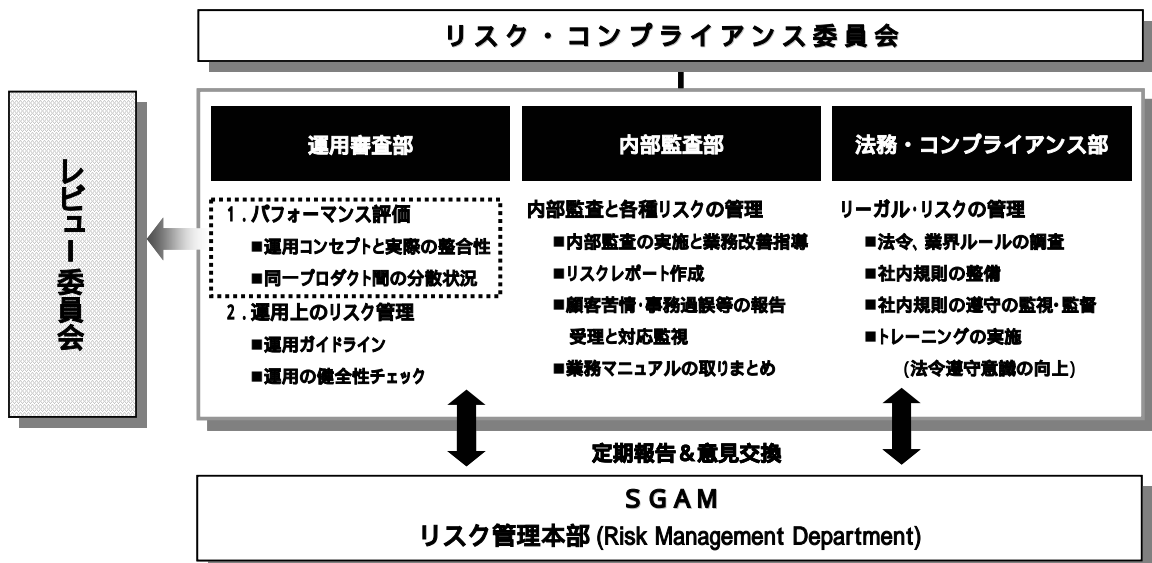 リスク・コンプライアンス委員会
レビュー委員会
運用審査部
1．パフォーマンス評価
■運用コンセプトと実際の整合性
■同一プロダクト間の分散状況
2．運用上のリスク管理
■運用ガイドライン
■運用の健全性チェック
内部監査部
内部監査と各種リスクの管理
■内部監査の実施と業務改善指導
■リスクレポート作成
■顧客苦情･事務過誤等の報告
受理と対応監視
■業務マニュアルの取りまとめ
法務・コンプライアンス部
リーガル･リスクの管理
■法令、業界ルールの調査
■社内規則の整備
■社内規則の遵守の監視･監督
■トレーニングの実施
(法令遵守意識の向上)
定期報告＆意見交換
ＳＧＡＭ
リスク管理本部 (Risk Management Department)